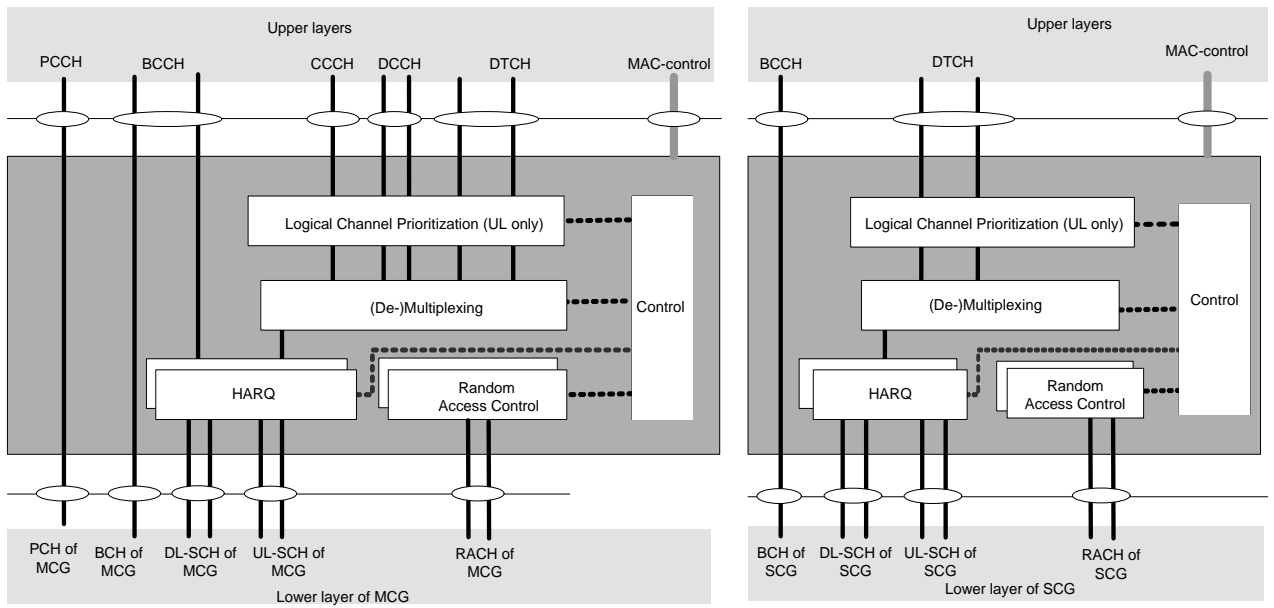 Upper layers
PCCH BCCH CCCH DCCH DTCH MAC-control
Logical Channel Prioritization (UL only)
(De-)Multiplexing
Control
HARQ
Random
Access Control
PCH of
MCG
BCH of
MCG
DL-SCH of
MCG
UL-SCH of
MCG
RACH of
MCG
Lower layer of MCG
Upper layers
BCCH DTCH MAC-control
Logical Channel Prioritization (UL only)
(De-)Multiplexing
Control
HARQ
Random
Access Control
BCH of
SCG
DL-SCH of
SCG
UL-SCH of
SCG
RACH of
SCG
Lower layer of SCG